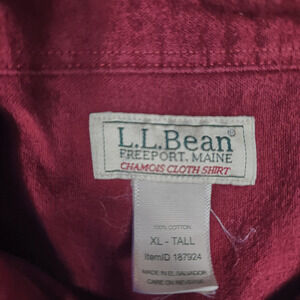 L.L.Bean®
FREEPORT, MAINE
CHAMOIS CLOTH SHIRT
100% COTTON
XL - TALL
ItemID 187924
MADE IN EL SALVADOR
CARE ON REVERSE